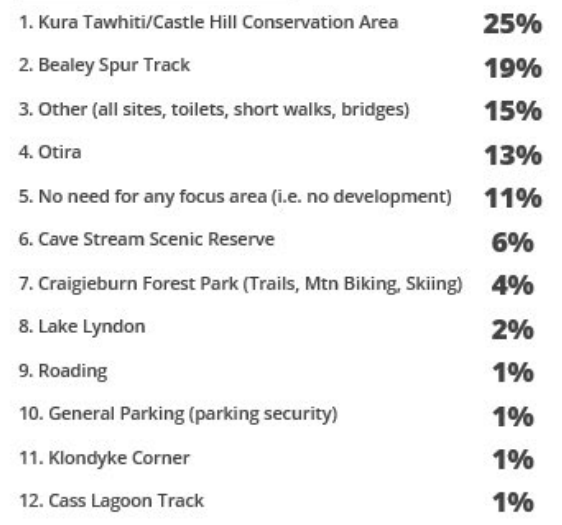 1. Kura Tawhiti/Castle Hill Conservation Area 25%
2. Bealey Spur Track 19%
3. Other (all sites, toilets, short walks, bridges) 15%
4. Otira 13%
5. No need for any focus area (i.e. no development) 11%
6. Cave Stream Scenic Reserve 6%
7. Craigieburn Forest Park (Trails, Mtn Biking, Skiing) 4%
8. Lake Lyndon 2%
9. Roading 1%
10. General Parking (parking security) 1%
11. Klondyke Corner 1%
12. Cass Lagoon Track 1%